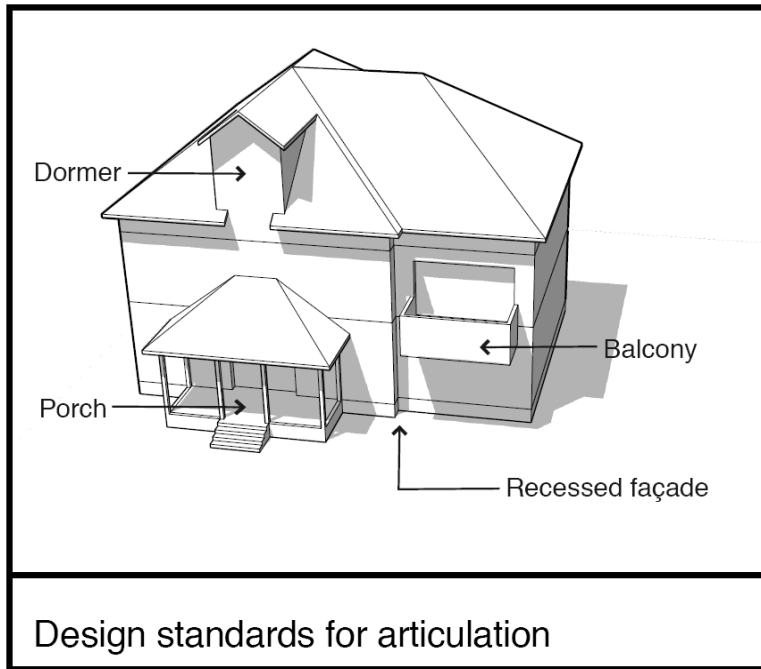 Dormer
Balcony
Porch
Recessed façade
Design standards for articulation